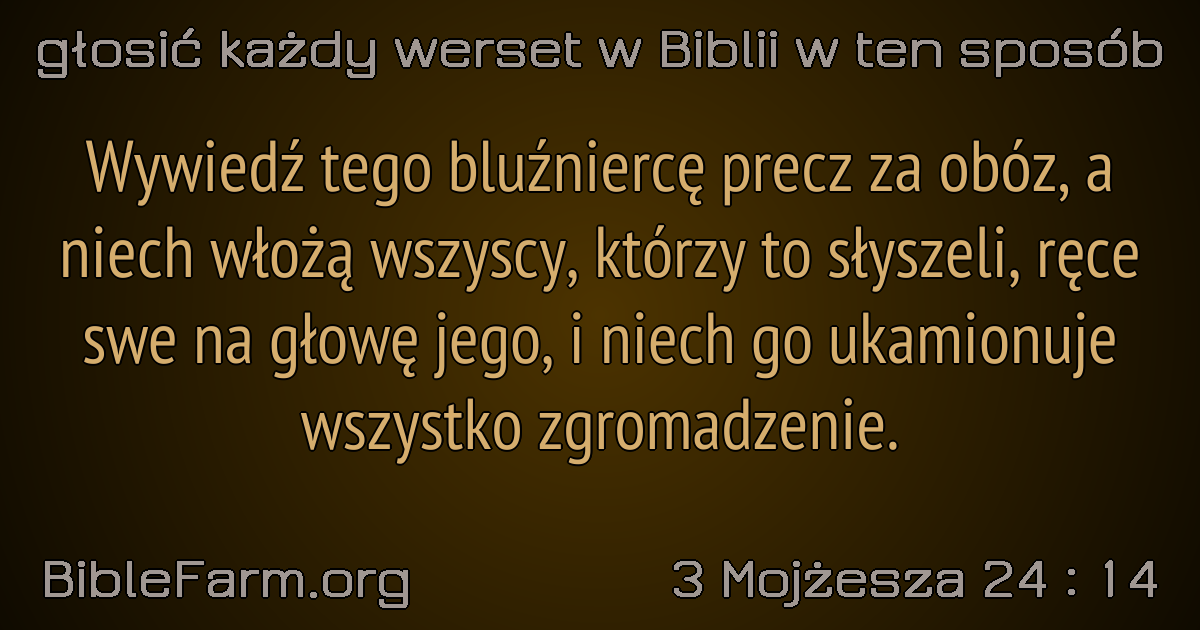 głosić każdy werset w Biblii w ten sposób
Wywiedź tego bluźniercę precz za obóz, a
niech włożą wszyscy, którzy to słyszeli, ręce
swe na głowę jego, i niech go ukamionuje
wszystko zgromadzenie.
BibleFarm.org
3 Mojżesza 24 : 14